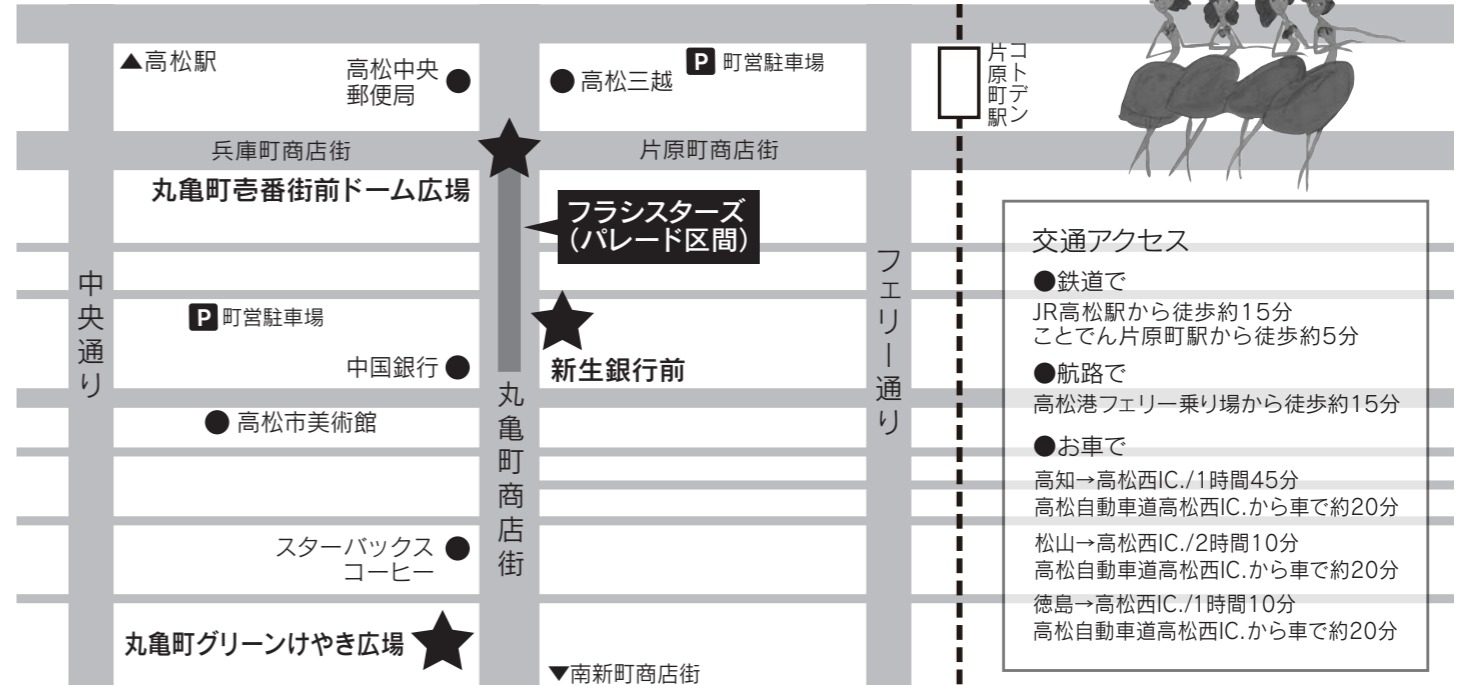 ▲高松駅
高松中央
郵便局
高松三越
P 町営駐車場
コトデン
片原町駅
兵庫町商店街
片原町商店街
丸亀町壱番街前ドーム広場
フラシスターズ
(パレード区間)
中央通り
フェリー通り
P 町営駐車場
中国銀行
新生銀行前
高松市美術館
丸亀町商店街
スターバックス
コーヒー
丸亀町グリーンけやき広場
▼南新町商店街
交通アクセス
●鉄道で
JR高松駅から徒歩約15分
ことでん片原町駅から徒歩約5分
●航路で
高松港フェリー乗り場から徒歩約15分
●お車で
高知→高松西IC./1時間45分
高松自動車道高松西IC.から車で約20分
松山→高松西IC./2時間10分
高松自動車道高松西IC.から車で約20分
徳島→高松西IC./1時間10分
高松自動車道高松西IC.から車で約20分